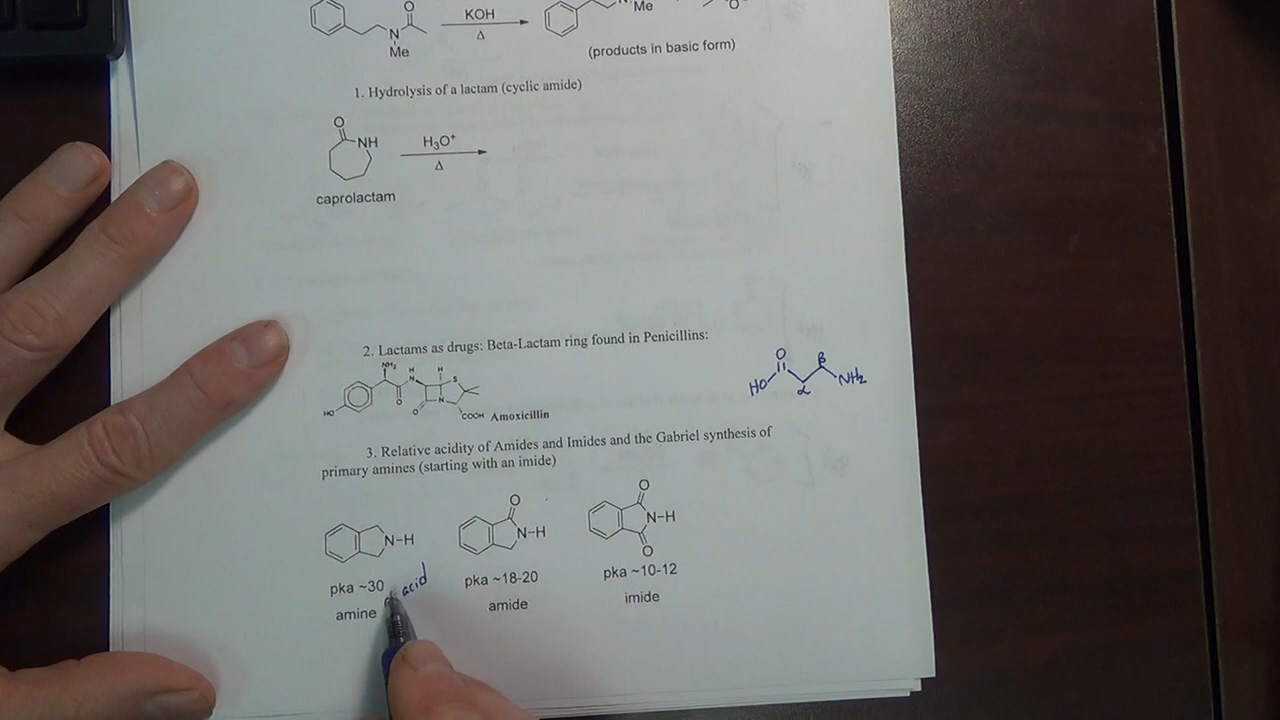 O
KOH
N
Me
Δ
Me
O
(products in basic form)
1. Hydrolysis of a lactam (cyclic amide)
O
NH
H3O+
Δ
caprolactam
2. Lactams as drugs: Beta-Lactam ring found in Penicillins:
NH2
H
N
H
S
HO
O
O
N
COOH Amoxicillin
O
HO
α
β
NH2
3. Relative acidity of Amides and Imides and the Gabriel synthesis of
primary amines (starting with an imide)
N-H
O
N-H
O
N-H
O
pka ~30
acid
pka ~18-20
pka ~10-12
amine
amide
imide